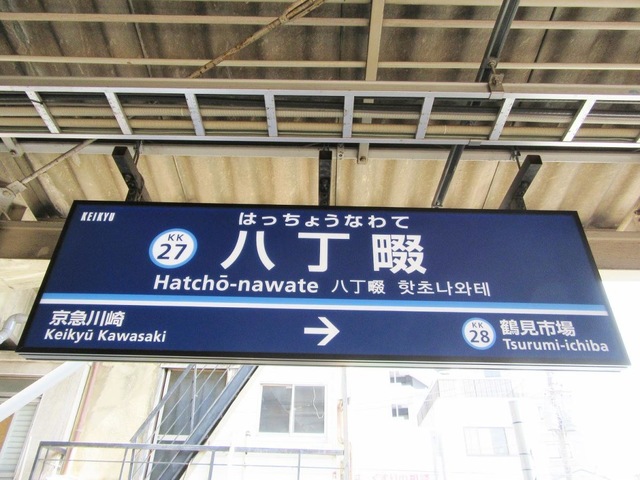 KEIKYU
はっちょうなわて
KK
27
八丁畷
Hatchō-nawate 八丁畷 핫초나와테
京急川崎
Keikyū Kawasaki
→
KK
28
鶴見市場
Tsurumi-ichiba